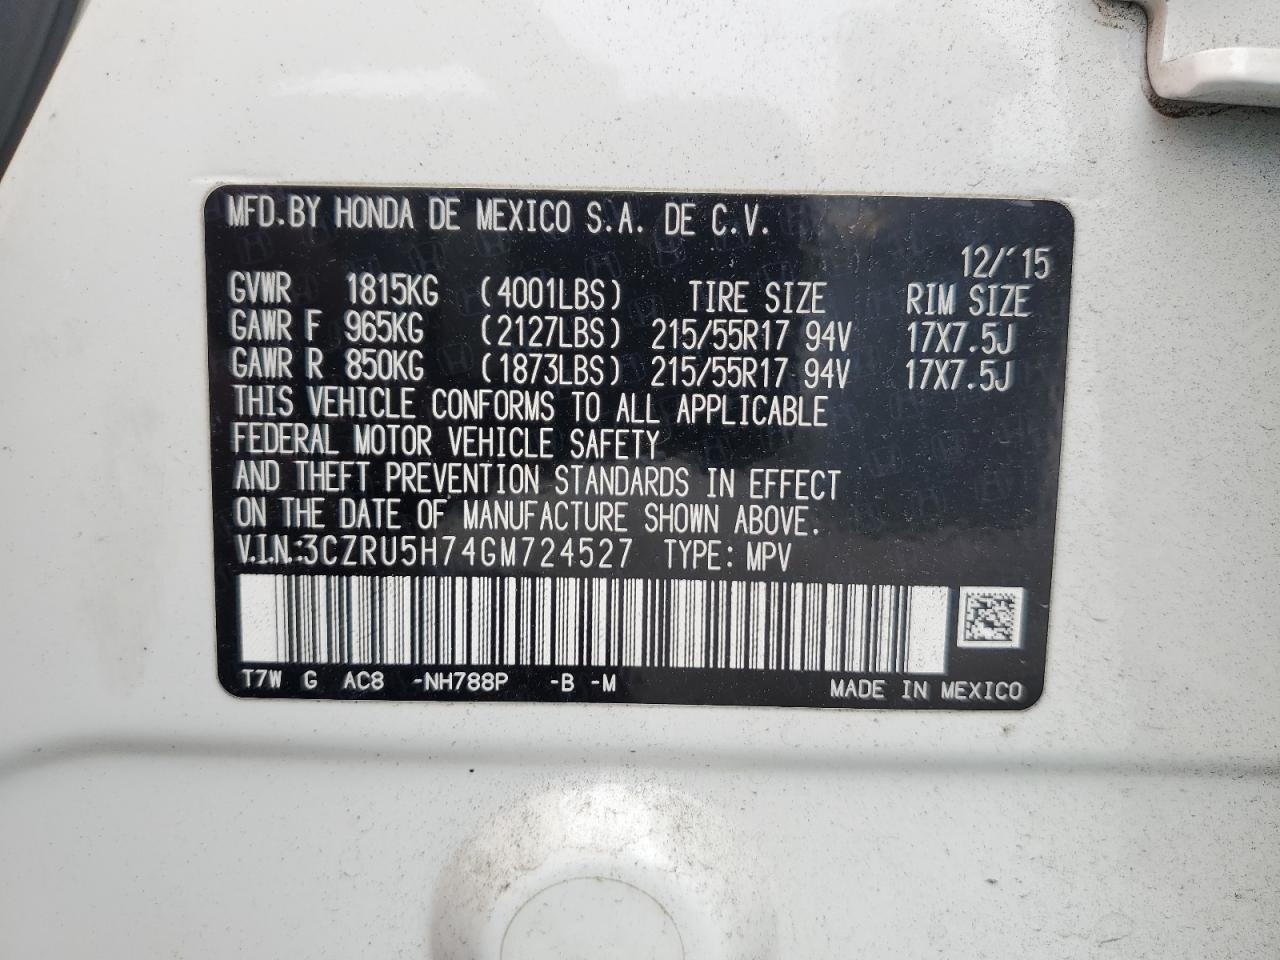 MFD.BY HONDA DE MEXICO S.A. DE C.V.
12/'15
GVWR 1815KG (4001LBS) TIRE SIZE RIM SIZE
GAWR F 965KG (2127LBS) 215/55R17 94V 17X7.5J
GAWR R 850KG (1873LBS) 215/55R17 94V 17X7.5J
THIS VEHICLE CONFORMS TO ALL APPLICABLE
FEDERAL MOTOR VEHICLE SAFETY
AND THEFT PREVENTION STANDARDS IN EFFECT
ON THE DATE OF MANUFACTURE SHOWN ABOVE.
V.I.N.:3CZRU5H74GM724527 TYPE: MPV
T7W G AC8 -NH788P -B -M MADE IN MEXICO